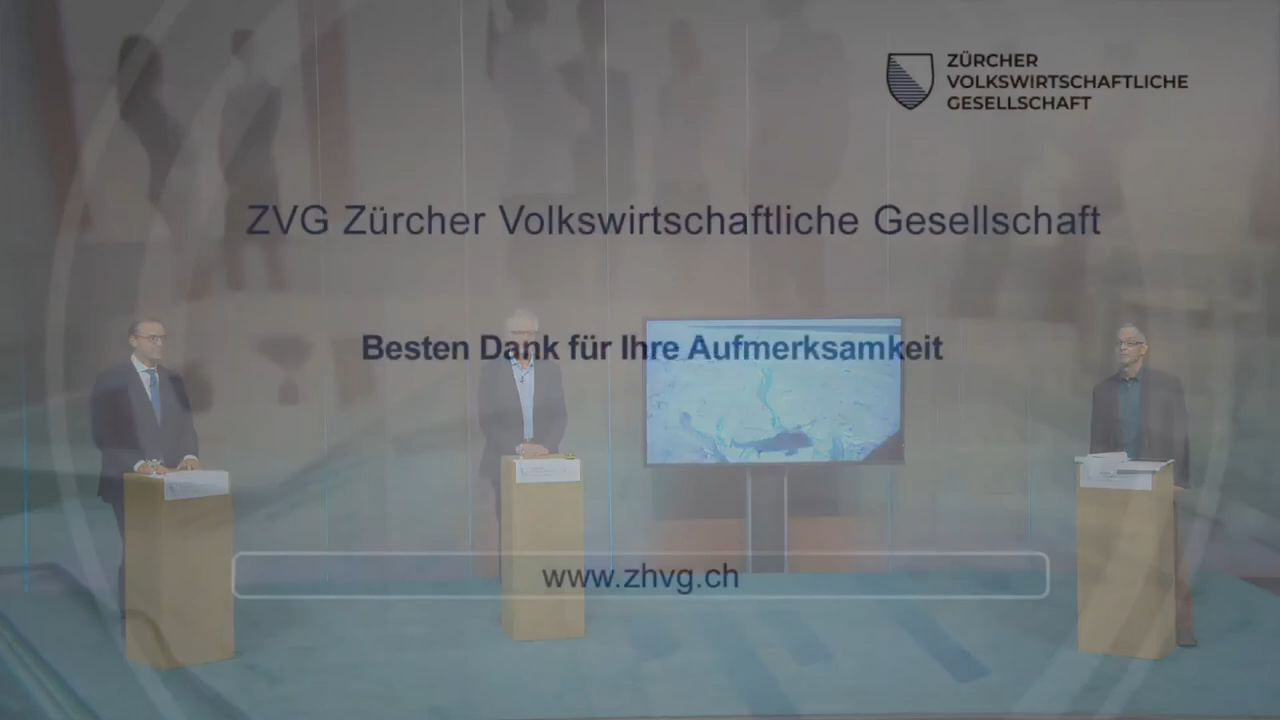 ZÜRCHER
VOLKSWIRTSCHAFTLICHE
GESELLSCHAFT
ZVG Zürcher Volkswirtschaftliche Gesellschaft
Besten Dank für Ihre Aufmerksamkeit
www.zhvg.ch